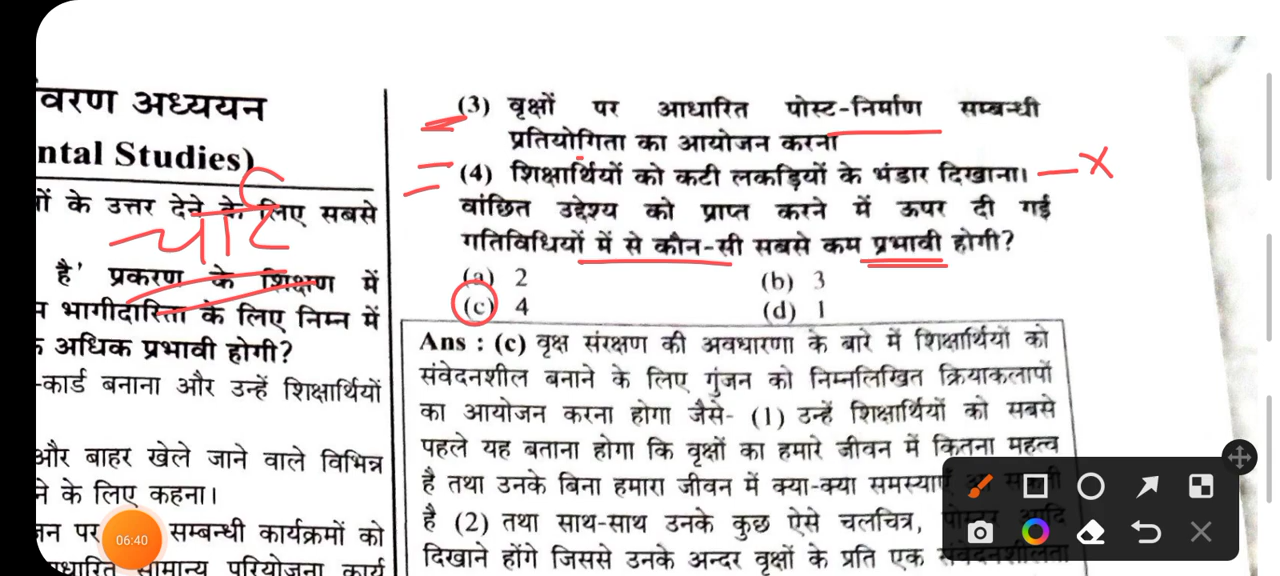 वरण अध्ययन
ntal Studies)
ों के उत्तर देने के लिए सबसे
चार्ट
है' प्रकरण के शिक्षण में
भागीदारिता के लिए निम्न में
अधिक प्रभावी होगी?
-कार्ड बनाना और उन्हें शिक्षार्थियों
और बाहर खेले जाने वाले विभिन्न
ने के लिए कहना।
जन पर सम्बन्धी कार्यक्रमों को
06:40
सामान्य परियोजना कार्य
(3) वृक्षों पर आधारित पोस्ट-निर्माण सम्बन्धी
प्रतियोगिता का आयोजन करना
(4) शिक्षार्थियों को कटी लकड़ियों के भंडार दिखाना। X
वांछित उद्देश्य को प्राप्त करने में ऊपर दी गई
गतिविधियों में से कौन-सी सबसे कम प्रभावी होगी?
(a) 2 (b) 3
(c) 4 (d) 1
Ans : (c) वृक्ष संरक्षण की अवधारणा के बारे में शिक्षार्थियों को
संवेदनशील बनाने के लिए गुंजन को निम्नलिखित क्रियाकलापों
का आयोजन करना होगा जैसे- (1) उन्हें शिक्षार्थियों को सबसे
पहले यह बताना होगा कि वृक्षों का हमारे जीवन में कितना महत्व
है तथा उनके बिना हमारा जीवन में क्या-क्या समस्याएँ
है (2) तथा साथ-साथ उनके कुछ ऐसे चलचित्र,
दिखाने होंगे जिससे उनके अन्दर वृक्षों के प्रति एक संवेदनशीलता